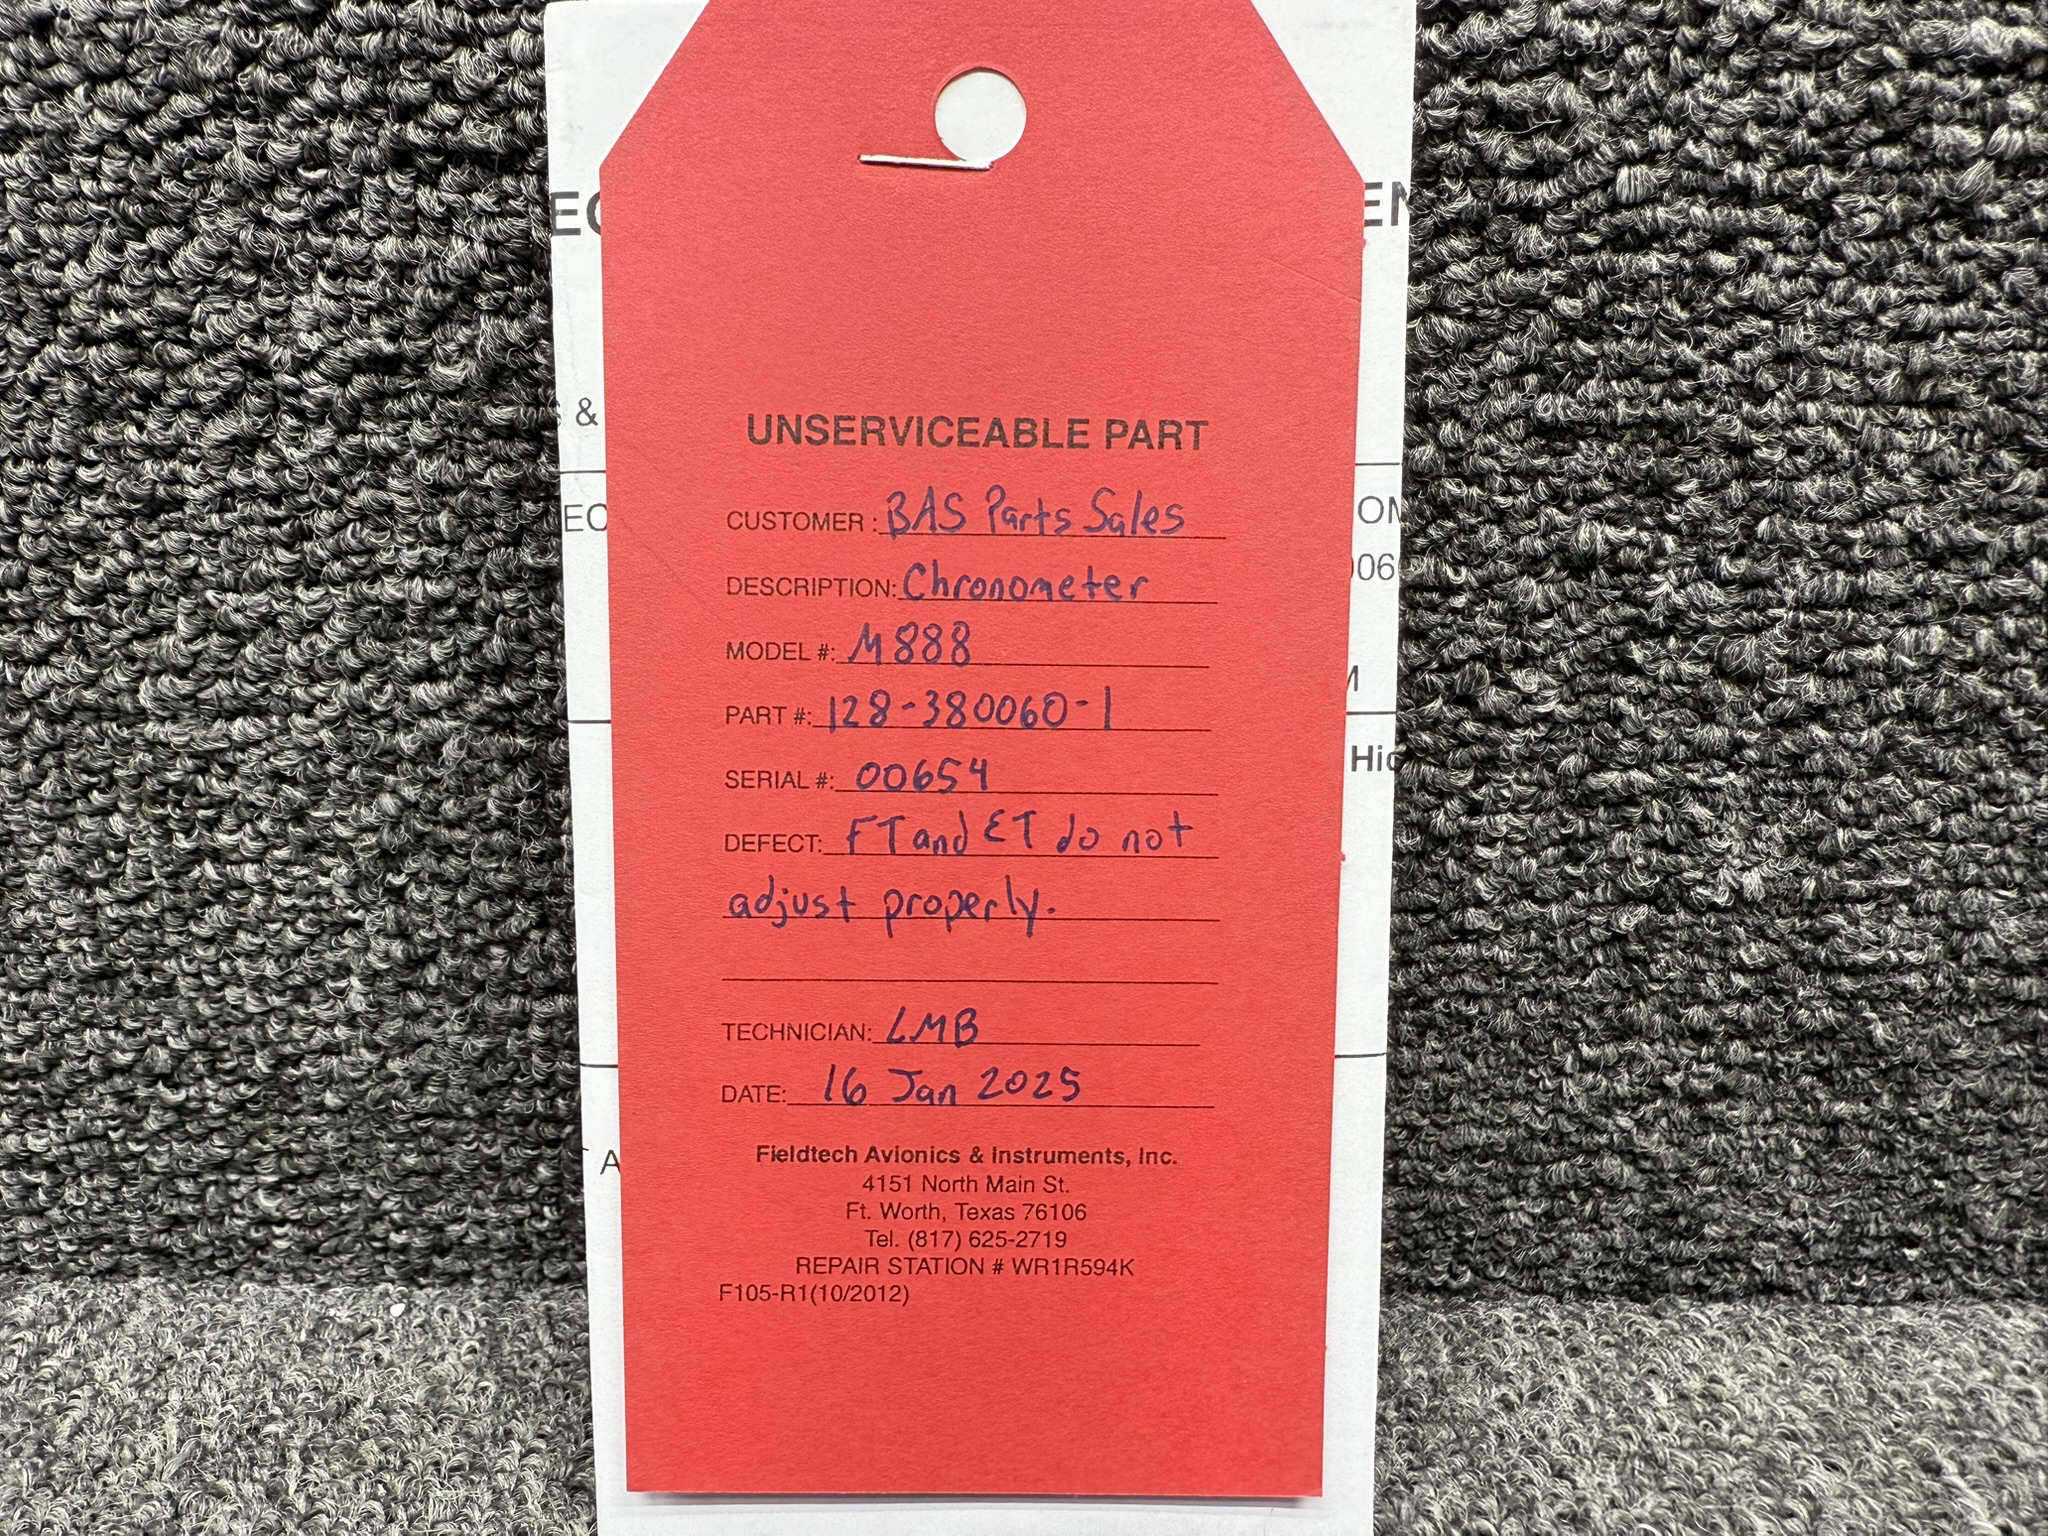 UNSERVICEABLE PART
CUSTOMER: BAS Parts Sales
DESCRIPTION: Chronometer
MODEL #: M888
PART #: 128-380060-1
SERIAL #: 00654
DEFECT: FT and ET do not
adjust properly.
TECHNICIAN: LMB
DATE: 16 Jan 2025
Fieldtech Avionics & Instruments, Inc.
4151 North Main St.
Ft. Worth, Texas 76106
Tel. (817) 625-2719
REPAIR STATION # WR1R594K
F105-R1(10/2012)